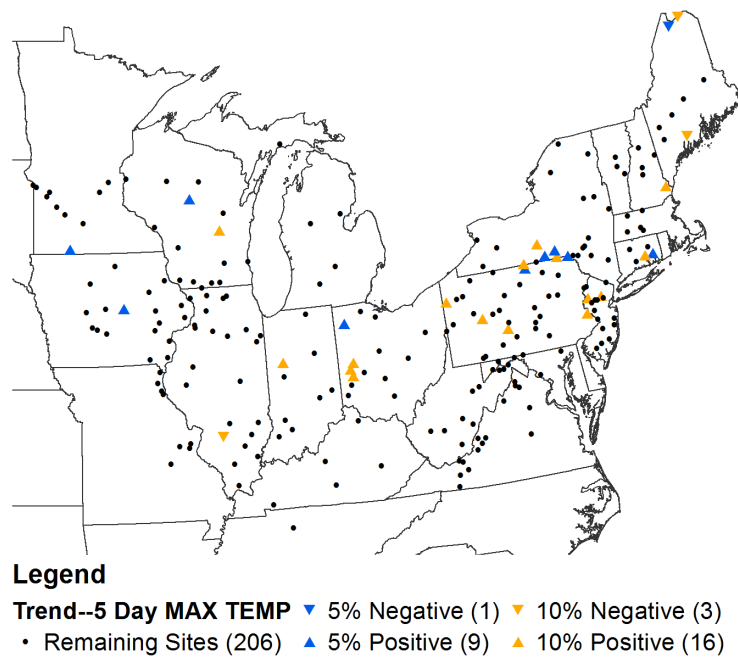 Legend
Trend--5 Day MAX TEMP ▼ 5% Negative (1) ▼ 10% Negative (3)
• Remaining Sites (206) ▲ 5% Positive (9) ▲ 10% Positive (16)